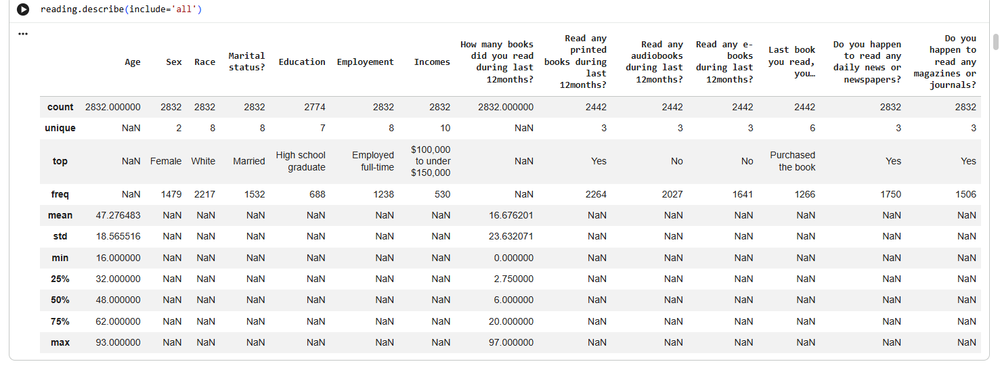 reading.describe(include='all')
...
Age Sex Race Marital status? Education Employement Incomes How many books did you read during last 12months? Read any printed books during last 12months? Read any audiobooks during last 12months? Read any e-books during last 12months? Last book you read, you… Do you happen to read any daily news or newspapers? Do you happen to read any magazines or journals?
count 2832.000000 2832 2832 2832 2774 2832 2832 2832.000000 2442 2442 2442 2442 2832 2832
unique NaN 2 8 8 7 8 10 NaN 3 3 3 6 3 3
top NaN Female White Married High school graduate Employed full-time $100,000 to under $150,000 NaN Yes No No Purchased the book Yes Yes
freq NaN 1479 2217 1532 688 1238 530 NaN 2264 2027 1641 1266 1750 1506
mean 47.276483 NaN NaN NaN NaN NaN NaN 16.676201 NaN NaN NaN NaN NaN NaN
std 18.565516 NaN NaN NaN NaN NaN NaN 23.632071 NaN NaN NaN NaN NaN NaN
min 16.000000 NaN NaN NaN NaN NaN NaN 0.000000 NaN NaN NaN NaN NaN NaN
25% 32.000000 NaN NaN NaN NaN NaN NaN 2.750000 NaN NaN NaN NaN NaN NaN
50% 48.000000 NaN NaN NaN NaN NaN NaN 6.000000 NaN NaN NaN NaN NaN NaN
75% 62.000000 NaN NaN NaN NaN NaN NaN 20.000000 NaN NaN NaN NaN NaN NaN
max 93.000000 NaN NaN NaN NaN NaN NaN 97.000000 NaN NaN NaN NaN NaN NaN